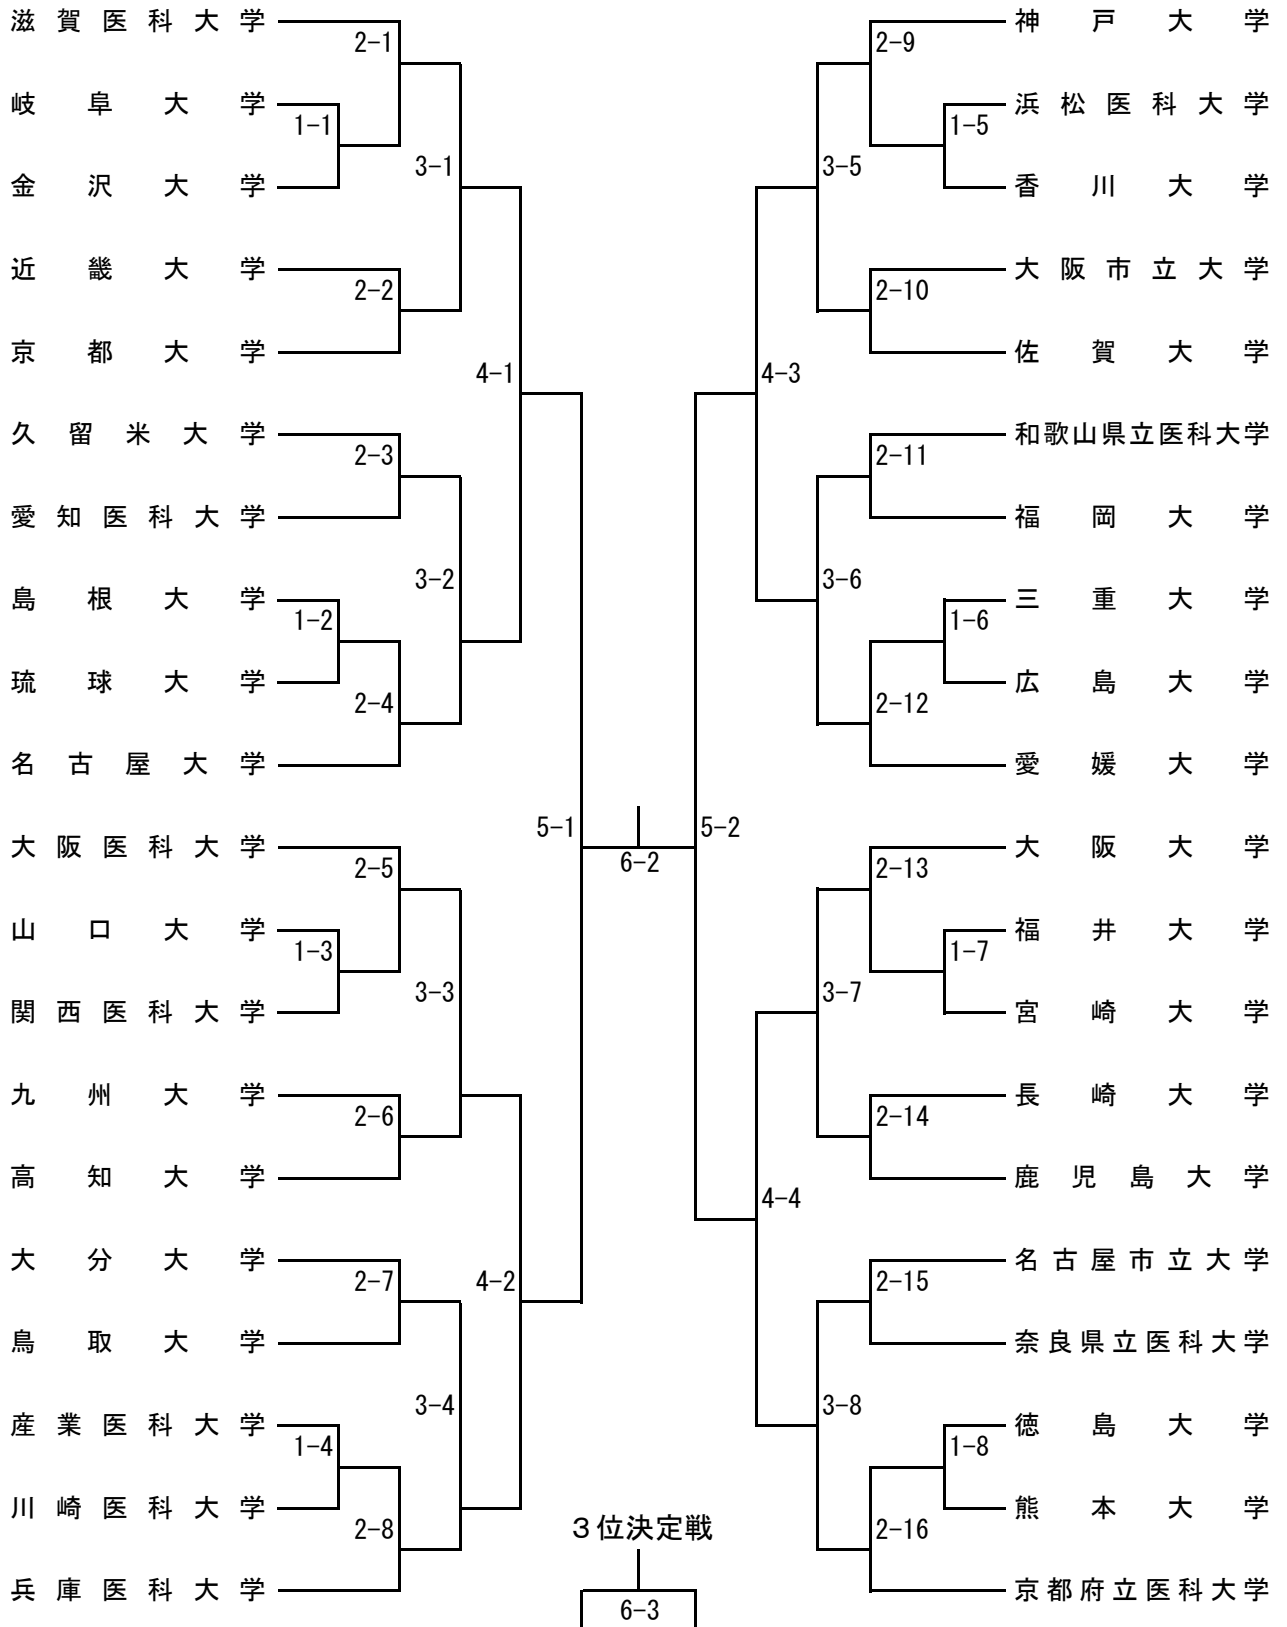 滋賀医科大学
2-1
岐阜大学
1-1
金沢大学
3-1
近畿大学
2-2
京都大学
4-1
久留米大学
2-3
愛知医科大学
3-2
島根大学
1-2
琉球大学
2-4
名古屋大学
5-1
大阪医科大学
2-5
山口大学
1-3
関西医科大学
3-3
九州大学
2-6
高知大学
大分大学
2-7
4-2
鳥取大学
3-4
産業医科大学
1-4
川崎医科大学
2-8
兵庫医科大学
6-2
3位決定戦
6-3
神戸大学
2-9
浜松医科大学
1-5
3-5
香川大学
大阪市立大学
2-10
佐賀大学
4-3
和歌山県立医科大学
2-11
福岡大学
3-6
三重大学
1-6
広島大学
2-12
愛媛大学
5-2
大阪大学
2-13
福井大学
1-7
3-7
宮崎大学
長崎大学
2-14
鹿児島大学
4-4
名古屋市立大学
2-15
奈良県立医科大学
3-8
徳島大学
1-8
熊本大学
2-16
京都府立医科大学